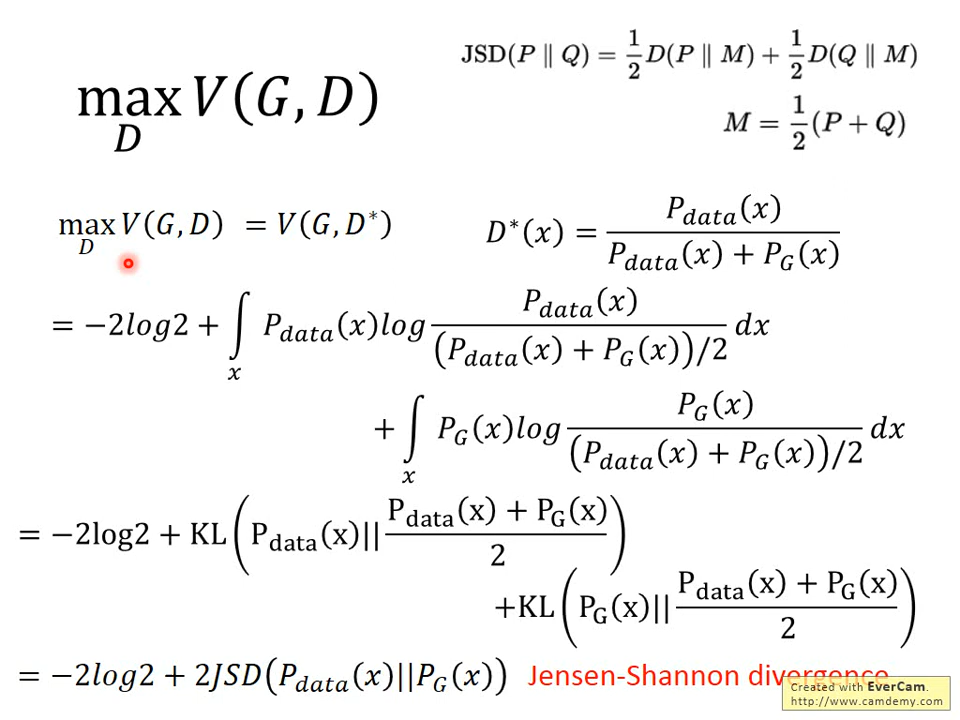 JSD(P ∥ Q) = 1/2 D(P ∥ M) + 1/2 D(Q ∥ M)
max_D V(G, D)
M = 1/2 (P + Q)
max_D V(G, D) = V(G, D*)
D*(x) = P_data(x) / (P_data(x) + P_G(x))
= −2log2 + ∫_x P_data(x)log P_data(x) / ((P_data(x) + P_G(x))/2) dx
+ ∫_x P_G(x)log P_G(x) / ((P_data(x) + P_G(x))/2) dx
= −2log2 + KL(P_data(x)||(P_data(x) + P_G(x))/2)
+KL(P_G(x)||(P_data(x) + P_G(x))/2)
= −2log2 + 2JSD(P_data(x)||P_G(x)) Jensen-Shannon divergence
Created with EverCam.
http://www.camdemy.com